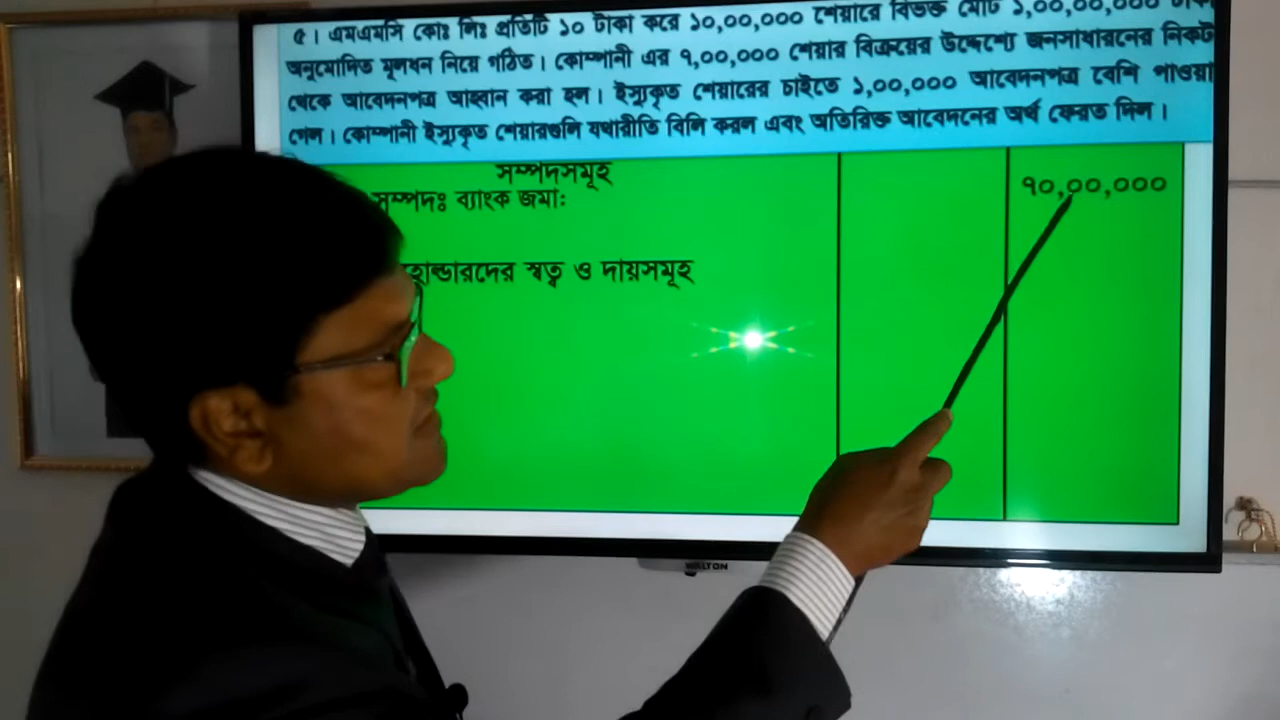 ৫। এমএমসি কোঃ লিঃ প্রতিটি ১০ টাকা করে ১০,০০,০০০ শেয়ারে বিভক্ত মোট ১,০০,০০,০০০ টাকা
অনুমোদিত মূলধন নিয়ে গঠিত। কোম্পানী এর ৭,০০,০০০ শেয়ার বিক্রয়ের উদ্দেশ্যে জনসাধারনের নিকট
থেকে আবেদনপত্র আহ্বান করা হল। ইস্যুকৃত শেয়ারের চাইতে ১,০০,০০০ আবেদনপত্র বেশি পাওয়া
গেল। কোম্পানী ইস্যুকৃত শেয়ারগুলি যথারীতি বিলি করল এবং অতিরিক্ত আবেদনের অর্থ ফেরত দিল।
সম্পদসমূহ
সম্পদঃ ব্যাংক জমা: ৭০,০০,০০০
হোল্ডারদের স্বত্ব ও দায়সমূহ
WALTON